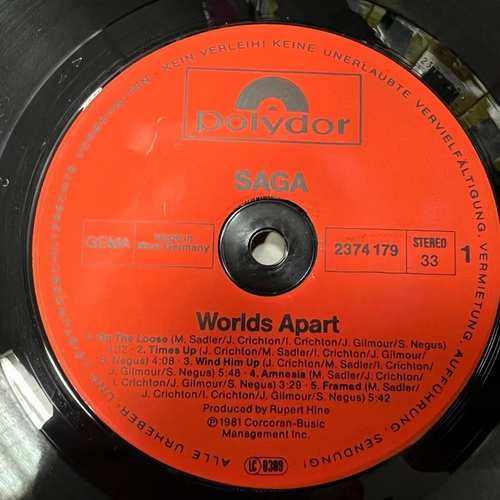 KEIN VERLEIH! KEINE UNERLAUBTE VERVIELFÄLTIGUNG, VERMIETUNG, AUFFÜHRUNG, SENDUNG!
ALLE URHEBER- UND
polydor
SAGA
GEMA
Made in
West Germany
2374 179
STEREO
33
1
Worlds Apart
On The Loose (M. Sadler/J. Crichton/I. Crichton/J. Gilmour/S. Negus)
4:12 · 2. Times Up (J. Crichton/M. Sadler/I. Crichton/J. Gilmour/
S. Negus) 4:08 · 3. Wind Him Up (J. Crichton/M. Sadler/I. Crichton/
J. Gilmour/S. Negus) 5:48 · 4. Amnesia (M. Sadler/J. Crichton/
I. Crichton/J. Gilmour/S. Negus) 3:29 · 5. Framed (M. Sadler/
J. Crichton/I. Crichton/J. Gilmour/S. Negus) 5:42
Produced by Rupert Hine
℗1981 Corcoran-Busic
Management Inc.
LC 0309